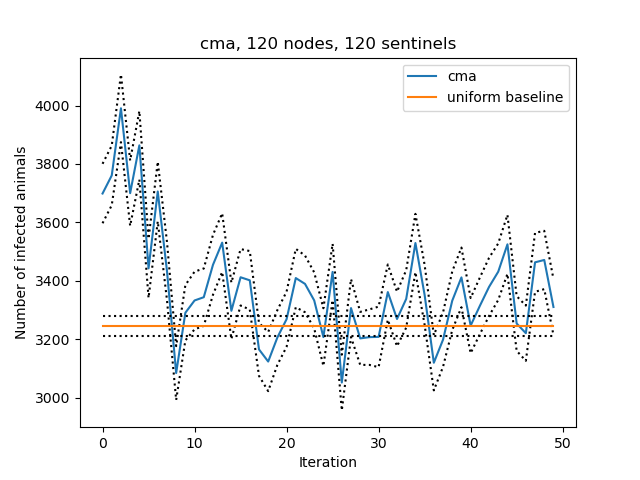 cma, 120 nodes, 120 sentinels
cma
uniform baseline
Number of infected animals
4000
3800
3600
3400
3200
3000
0 10 20 30 40 50
Iteration